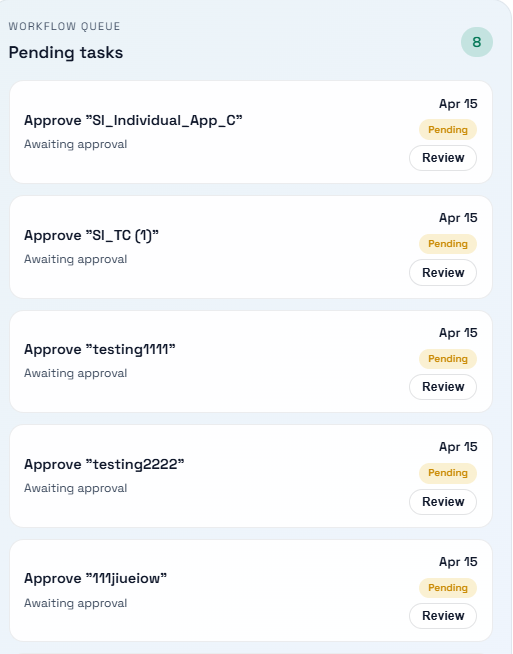 WORKFLOW QUEUE
Pending tasks
8
Approve "SI_Individual_App_C"
Awaiting approval
Apr 15
Pending
Review
Approve "SI_TC (1)"
Awaiting approval
Apr 15
Pending
Review
Approve "testing1111"
Awaiting approval
Apr 15
Pending
Review
Approve "testing2222"
Awaiting approval
Apr 15
Pending
Review
Approve "111jiueiow"
Awaiting approval
Apr 15
Pending
Review